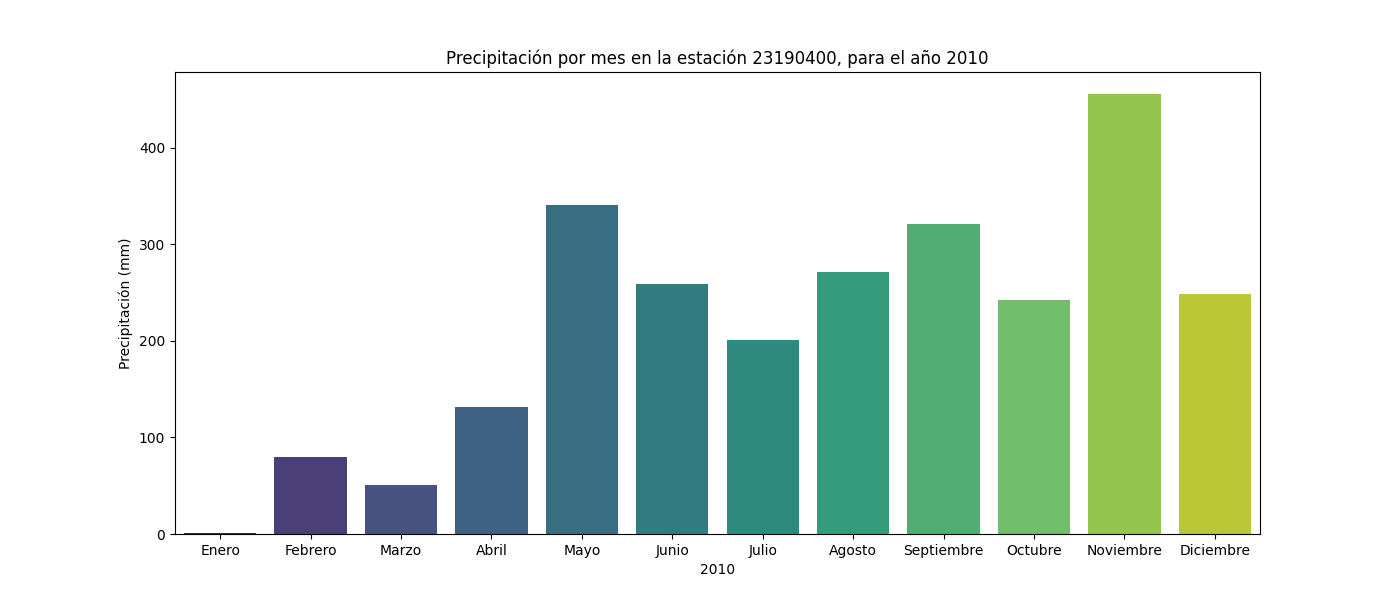 Precipitación por mes en la estación 23190400, para el año 2010
Precipitación (mm)
400
300
200
100
0
Enero Febrero Marzo Abril Mayo Junio Julio Agosto Septiembre Octubre Noviembre Diciembre
2010